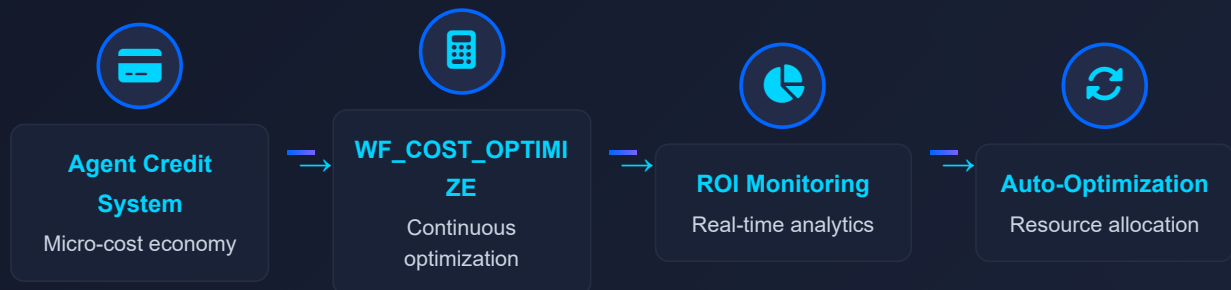 Agent Credit
System
Micro-cost economy
WF_COST_OPTIMI
ZE
Continuous
optimization
ROI Monitoring
Real-time analytics
Auto-Optimization
Resource allocation